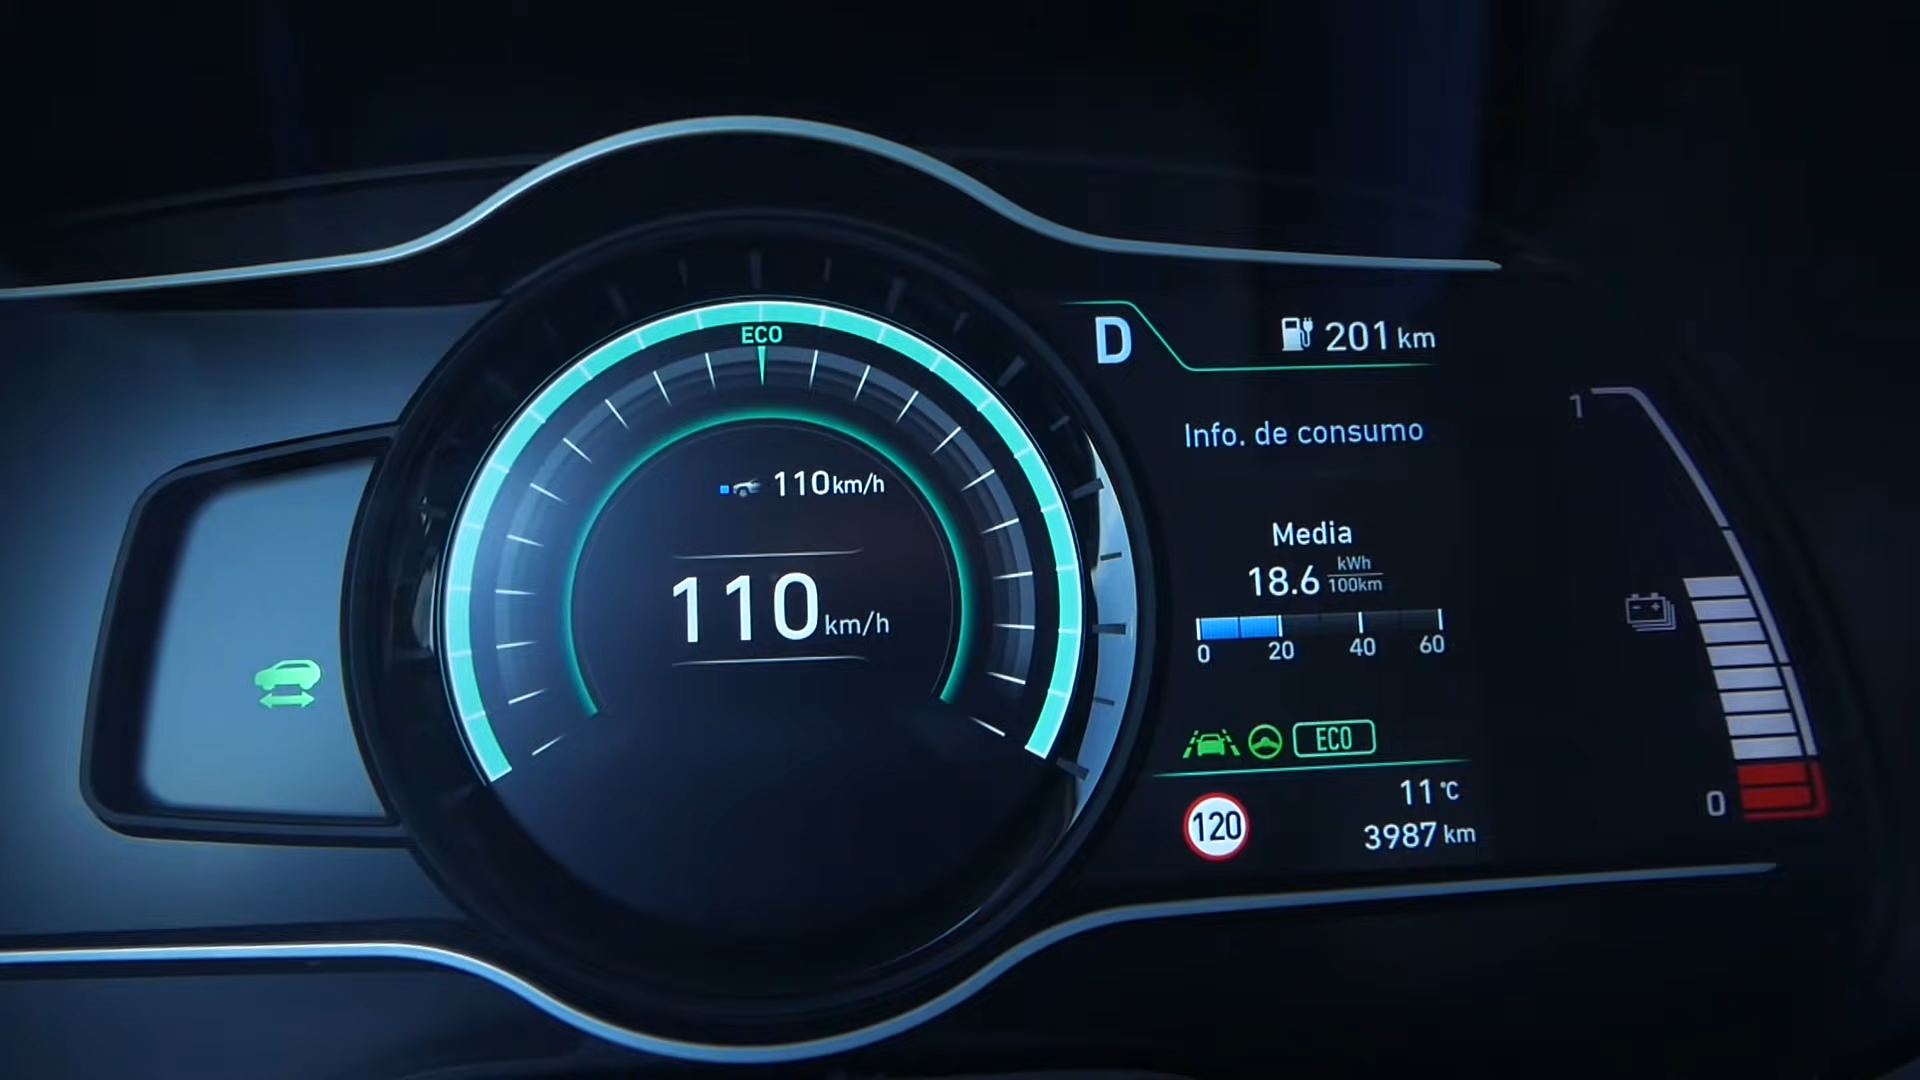 ECO
110km/h
110km/h
D
201 km
Info. de consumo
Media
18.6 kWh
100km
0 20 40 60
ECO
120
11°C
3987 km
1
0